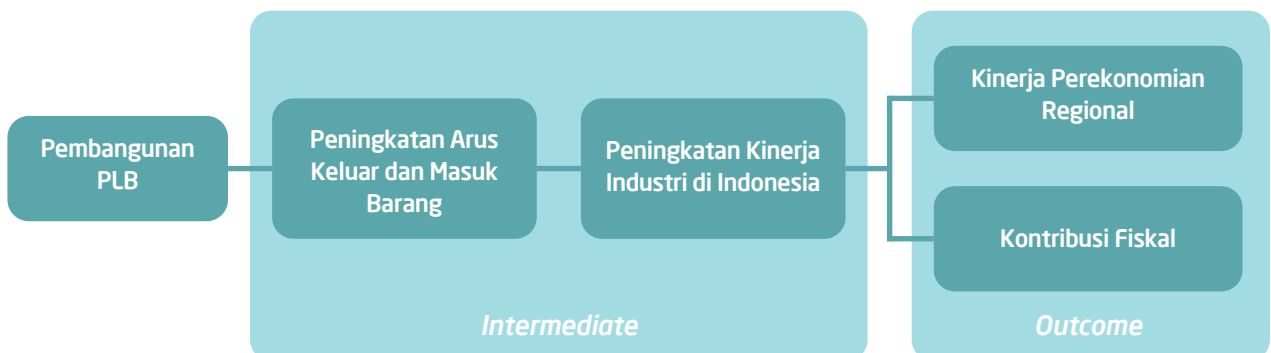 Pembangunan
PLB
Peningkatan Arus
Keluar dan Masuk
Barang
Peningkatan Kinerja
Industri di Indonesia
Intermediate
Kinerja Perekonomian
Regional
Kontribusi Fiskal
Outcome